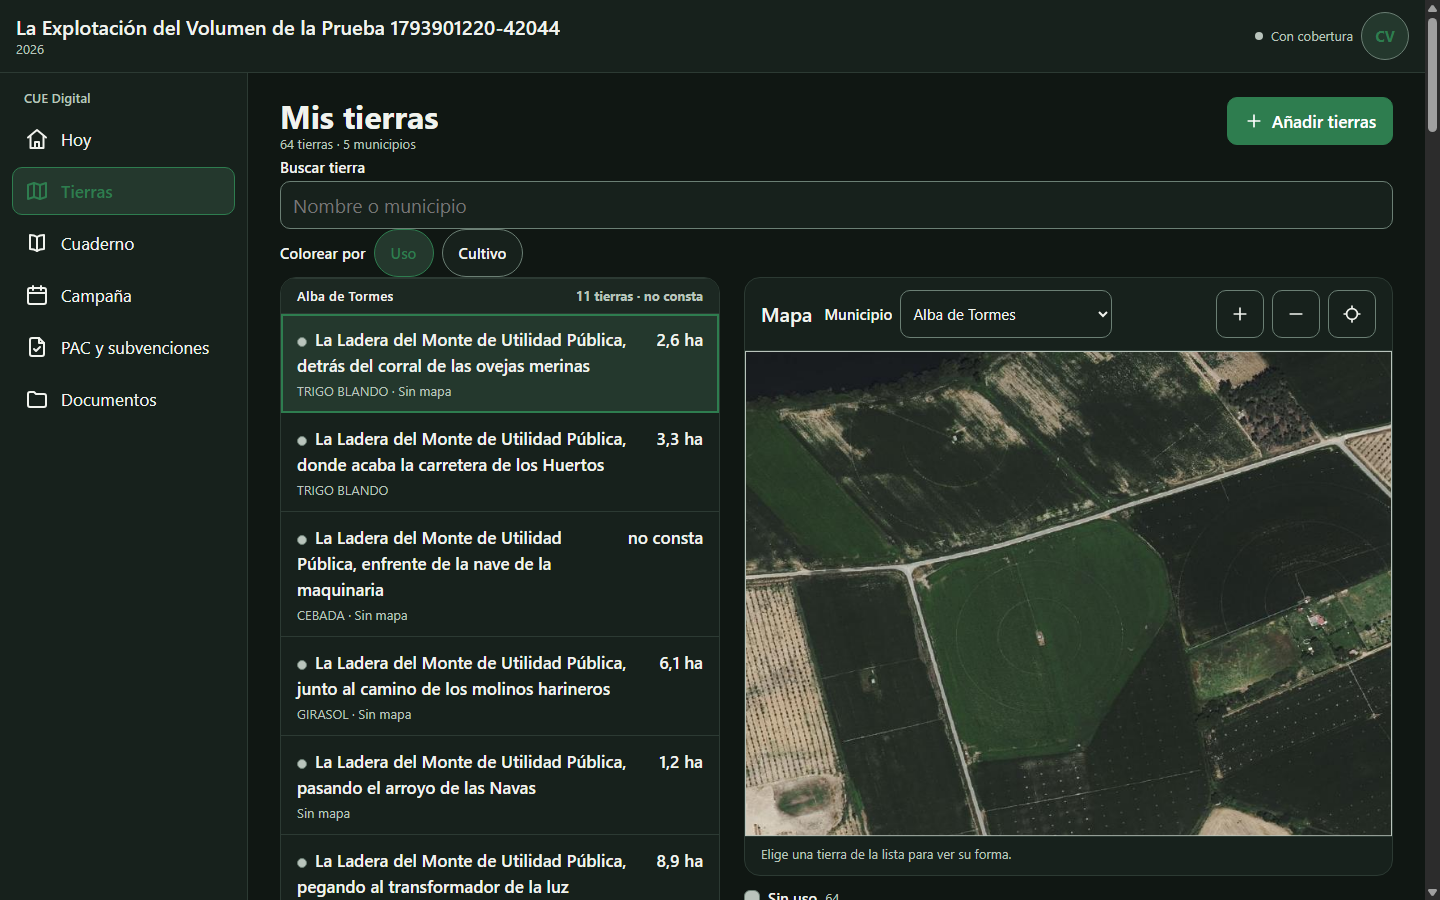 La Explotación del Volumen de la Prueba 1793901220-42044
2026
Con cobertura
CV
CUE Digital
Hoy
Tierras
Cuaderno
Campaña
PAC y subvenciones
Documentos
Mis tierras
64 tierras · 5 municipios
Añadir tierras
Buscar tierra
Nombre o municipio
Colorear por
Uso
Cultivo
Alba de Tormes
11 tierras · no consta
La Ladera del Monte de Utilidad Pública, 2,6 ha
detrás del corral de las ovejas merinas
TRIGO BLANDO · Sin mapa
La Ladera del Monte de Utilidad Pública, 3,3 ha
donde acaba la carretera de los Huertos
TRIGO BLANDO
La Ladera del Monte de Utilidad no consta
Pública, enfrente de la nave de la
maquinaria
CEBADA · Sin mapa
La Ladera del Monte de Utilidad Pública, 6,1 ha
junto al camino de los molinos harineros
GIRASOL · Sin mapa
La Ladera del Monte de Utilidad Pública, 1,2 ha
pasando el arroyo de las Navas
Sin mapa
La Ladera del Monte de Utilidad Pública, 8,9 ha
pegando al transformador de la luz
Mapa
Municipio
Alba de Tormes
Elige una tierra de la lista para ver su forma.
Sin uso 64